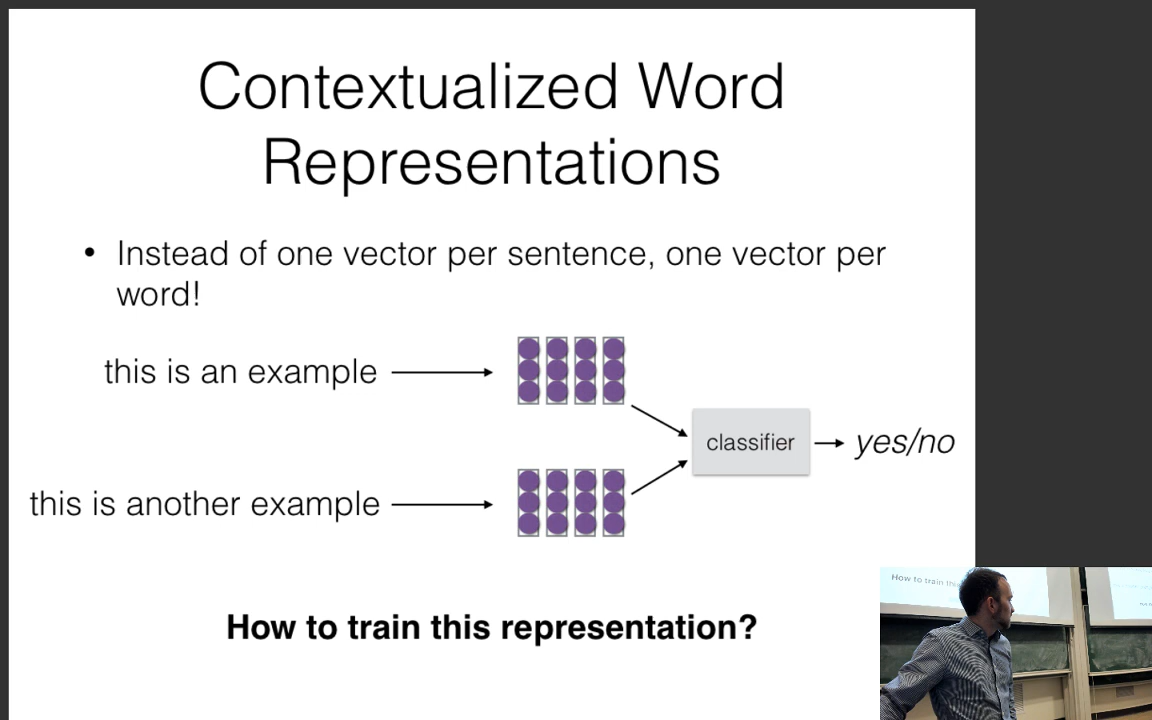 Contextualized Word
Representations
• Instead of one vector per sentence, one vector per
word!
this is an example
classifier
yes/no
this is another example
How to train this representation?
How to train this